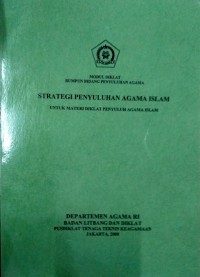 MODUL DIKLAT
RUMPUN BIDANG PENYULUHAN AGAMA
STRATEGI PENYULUHAN AGAMA ISLAM
UNTUK MATERI DIKLAT PENYULUH AGAMA ISLAM
DEPARTEMEN AGAMA RI
BADAN LITBANG DAN DIKLAT
PUSDIKLAT TENAGA TEKNIS KEAGAMAAN
JAKARTA,